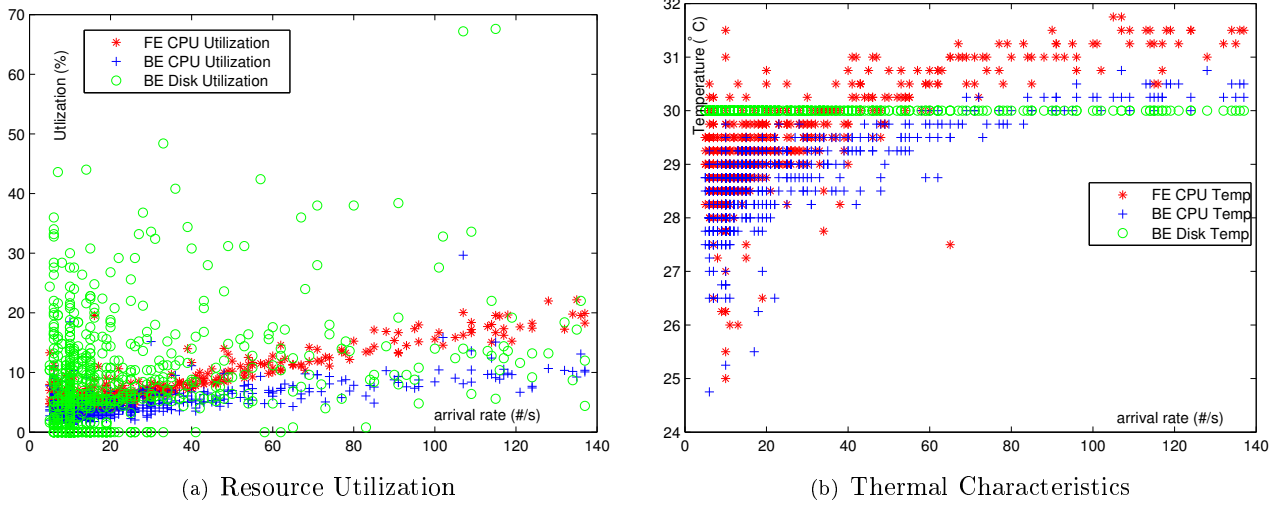 70
60
50
40
30
20
10
0
0 20 40 60 80 100 120 140
Utilization (%)
arrival rate (#/s)
FE CPU Utilization
BE CPU Utilization
BE Disk Utilization
(a) Resource Utilization
32
31
30
29
28
27
26
25
24
0 20 40 60 80 100 120 140
Temperature (°C)
arrival rate (#/s)
FE CPU Temp
BE CPU Temp
BE Disk Temp
(b) Thermal Characteristics